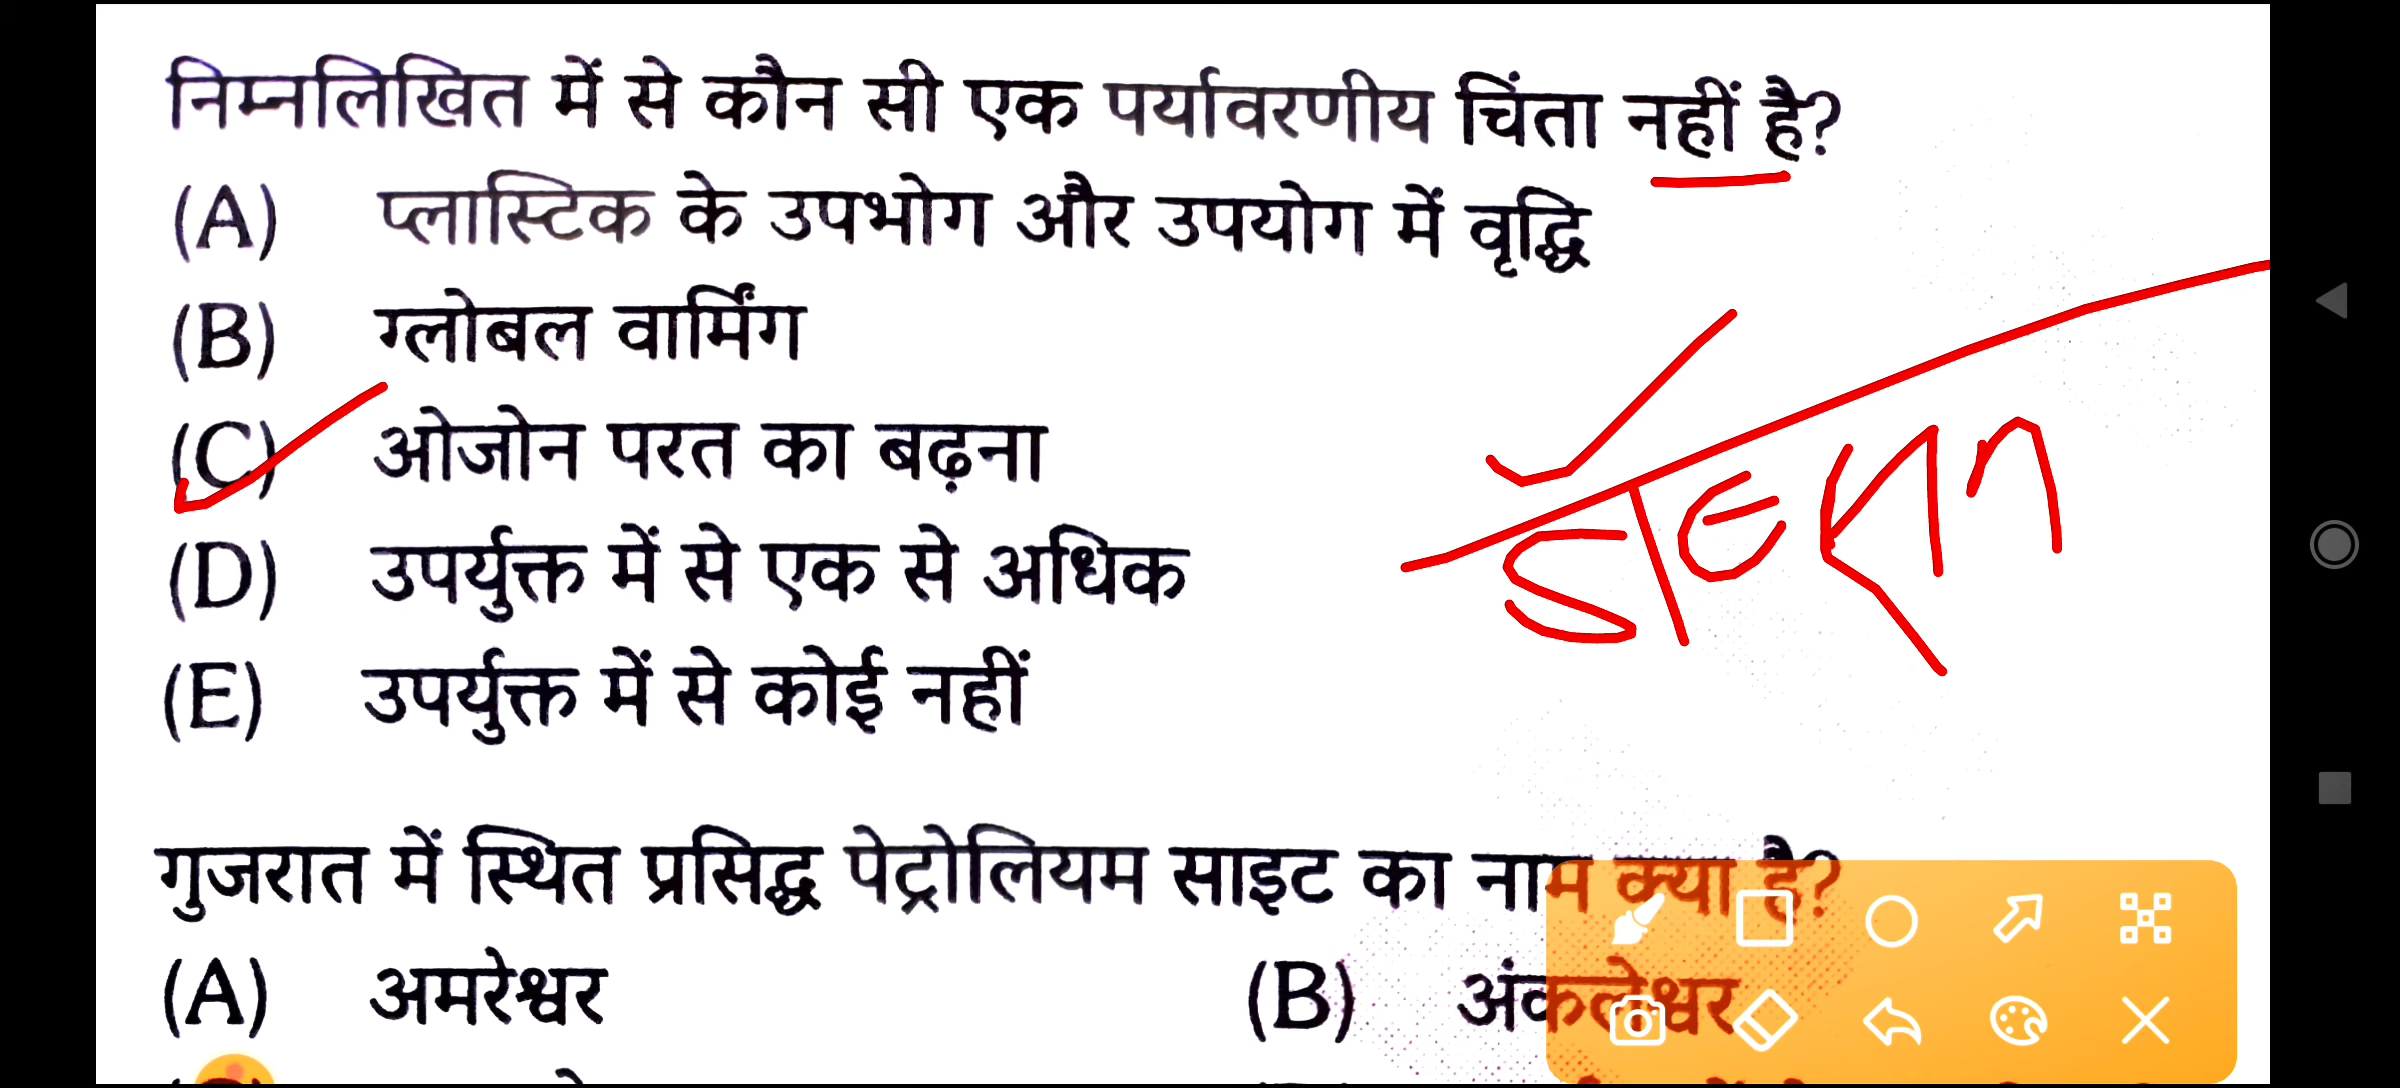 निम्नलिखित में से कौन सी एक पर्यावरणीय चिंता नहीं है?
(A) प्लास्टिक के उपभोग और उपयोग में वृद्धि
(B) ग्लोबल वार्मिंग
(C) ओजोन परत का बढ़ना
(D) उपर्युक्त में से एक से अधिक
(E) उपर्युक्त में से कोई नहीं
गुजरात में स्थित प्रसिद्ध पेट्रोलियम साइट का नाम क्या है?
(A) अमरेश्वर (B) अंकलेश्वर